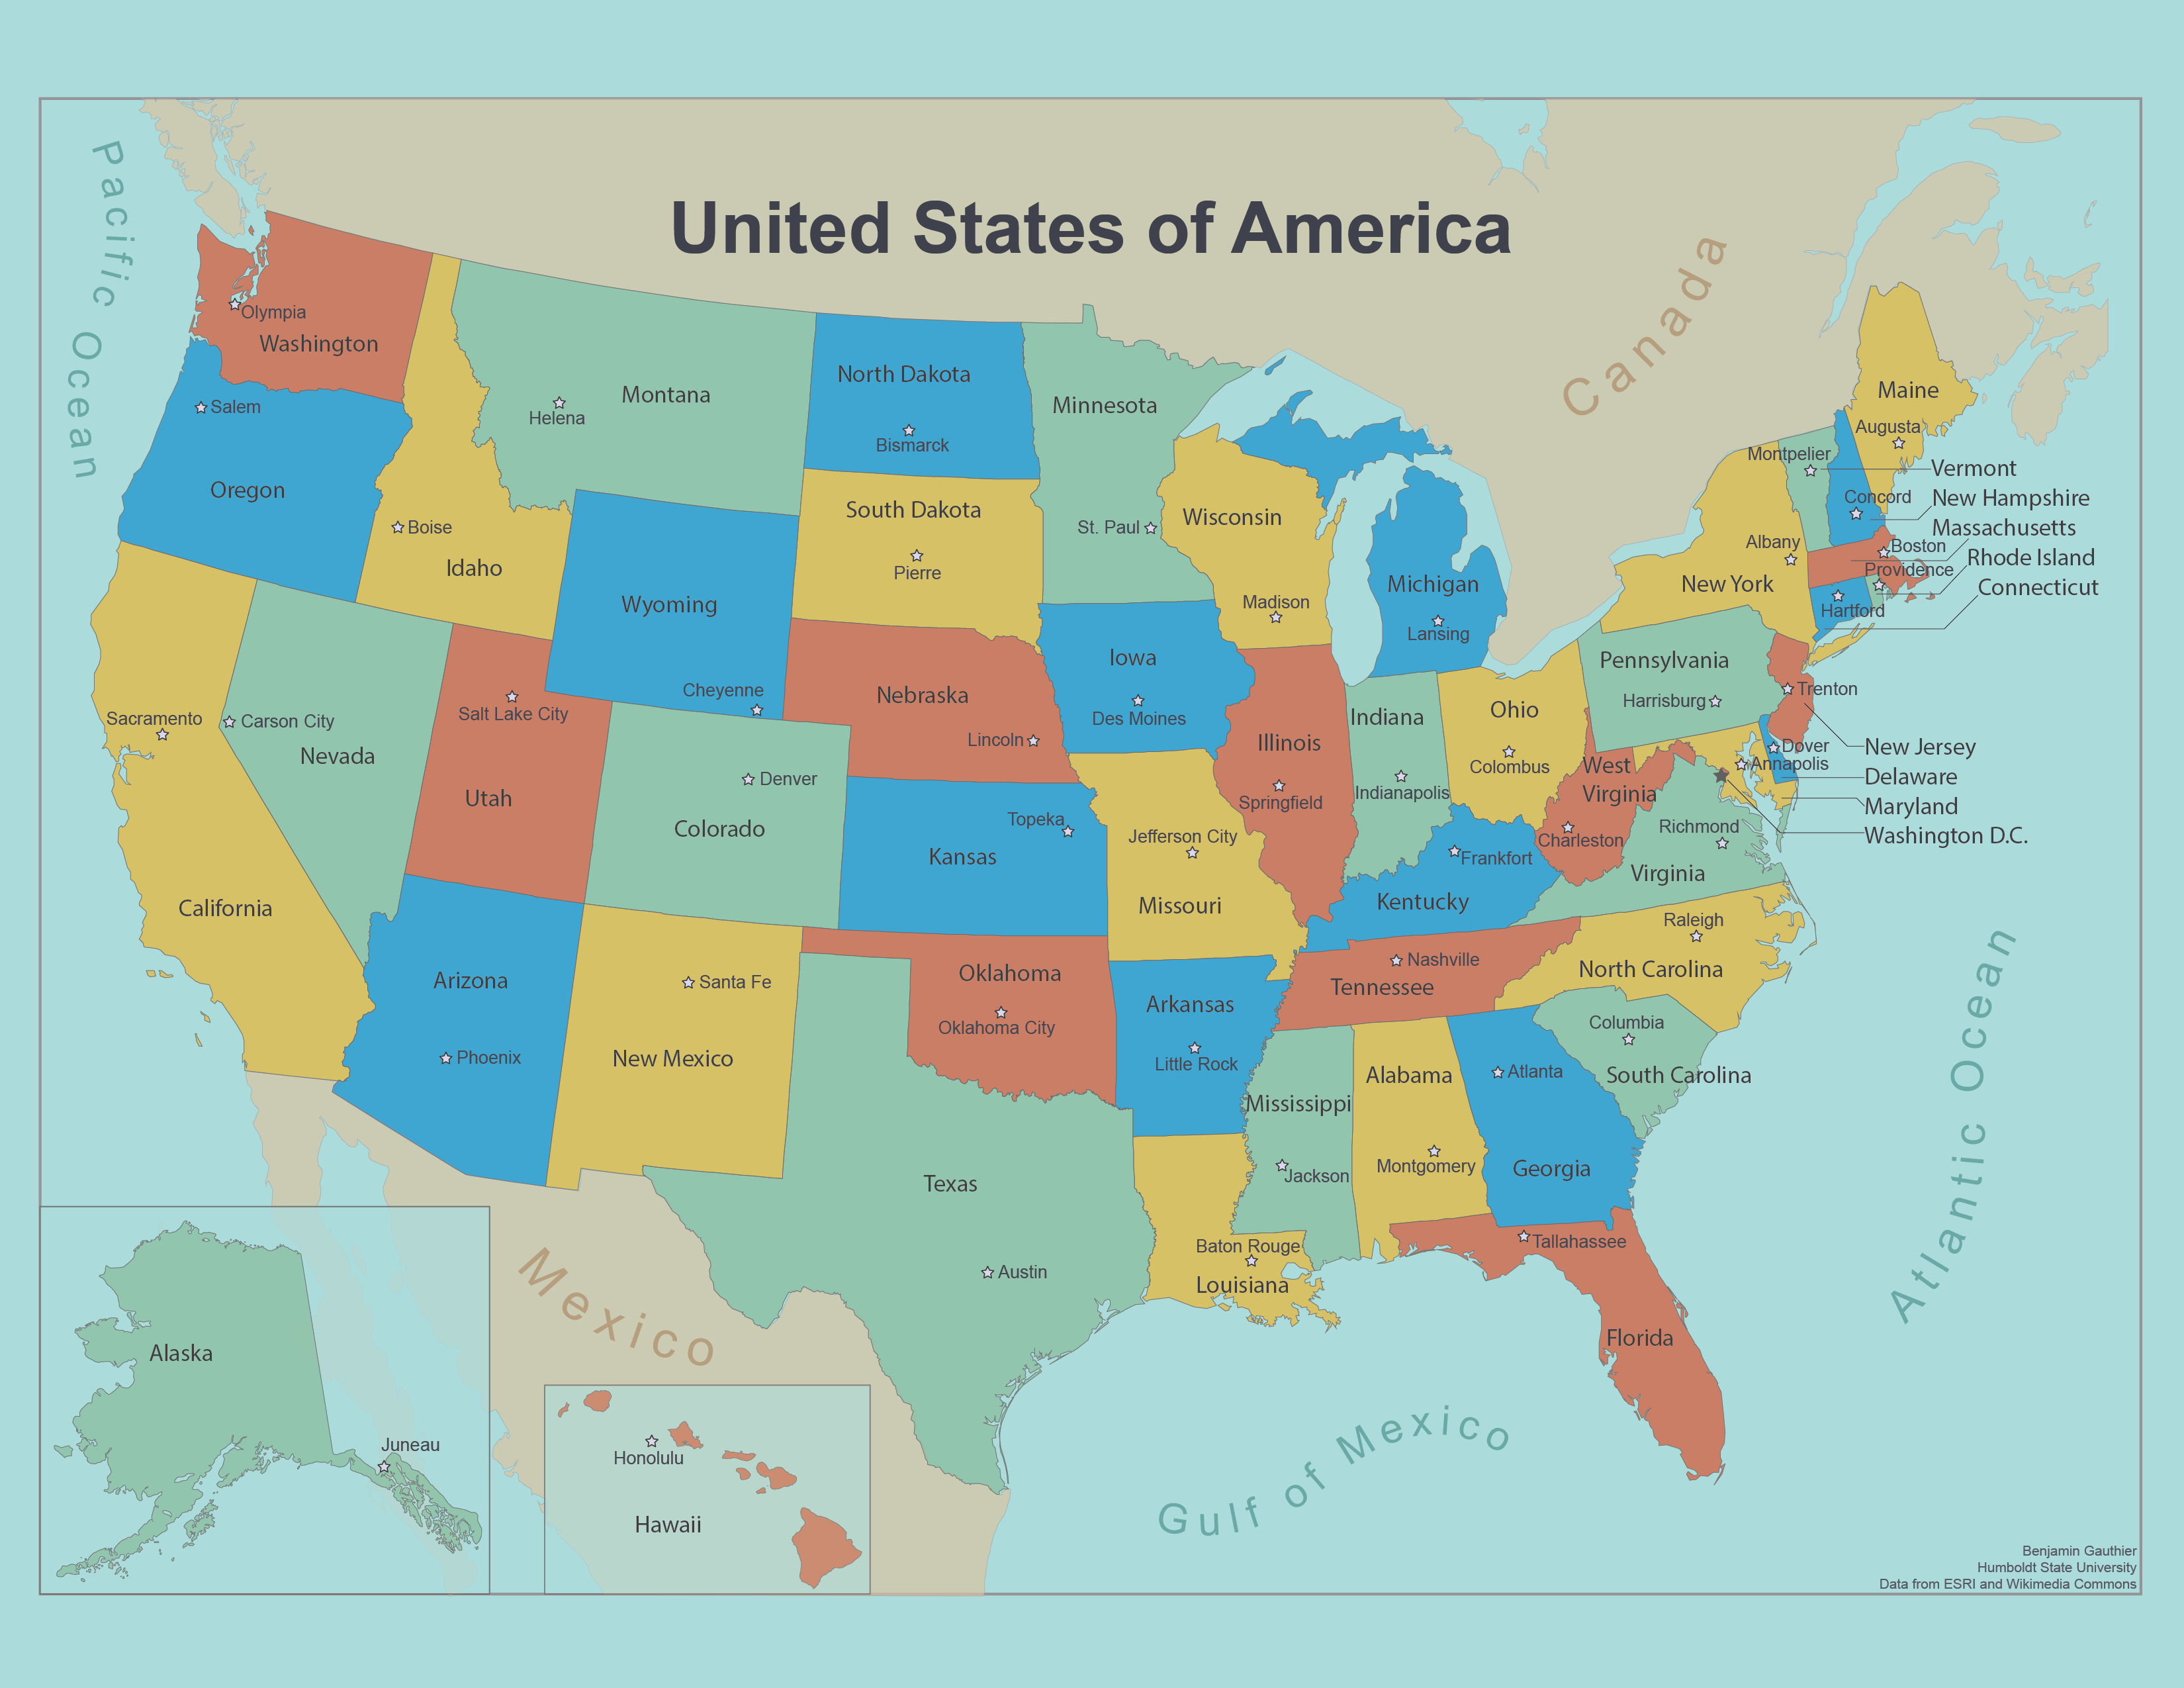 United States of America
Pacific Ocean
Canada
Olympia
Washington
Salem
Oregon
Boise
Idaho
Helena
Montana
North Dakota
Bismarck
Minnesota
St. Paul
South Dakota
Pierre
Wyoming
Cheyenne
Wisconsin
Madison
Michigan
Lansing
Maine
Augusta
Montpelier
Vermont
Concord
New Hampshire
Massachusetts
Boston
Rhode Island
Providence
Connecticut
Hartford
Albany
New York
Pennsylvania
Harrisburg
Trenton
New Jersey
Dover
Delaware
Annapolis
Maryland
Washington D.C.
Sacramento
California
Carson City
Nevada
Salt Lake City
Utah
Denver
Colorado
Nebraska
Lincoln
Iowa
Des Moines
Illinois
Springfield
Indiana
Indianapolis
Ohio
Colombus
West
Virginia
Charleston
Richmond
Virginia
Topeka
Kansas
Jefferson City
Missouri
Frankfort
Kentucky
Raleigh
North Carolina
Nashville
Tennessee
Arizona
Phoenix
Santa Fe
New Mexico
Oklahoma
Oklahoma City
Arkansas
Little Rock
Columbia
South Carolina
Mississippi
Jackson
Alabama
Montgomery
Atlanta
Georgia
Texas
Austin
Baton Rouge
Louisiana
Tallahassee
Florida
Atlantic Ocean
Mexico
Gulf of Mexico
Alaska
Juneau
Honolulu
Hawaii
Benjamin Gauthier
Humboldt State University
Data from ESRI and Wikimedia Commons